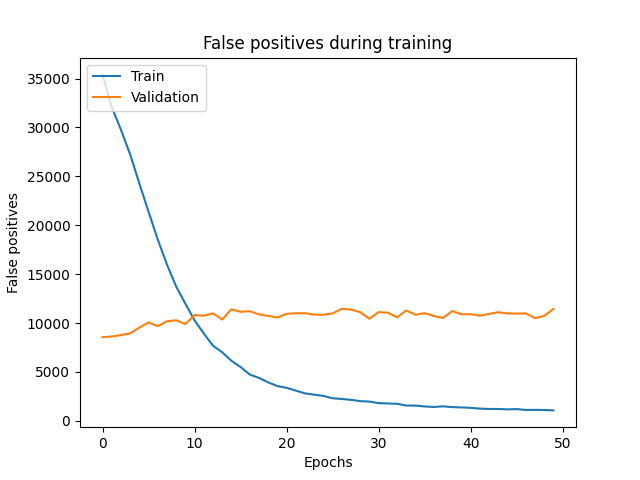 False positives during training
Train
Validation
35000
30000
25000
20000
15000
10000
5000
0
False positives
0 10 20 30 40 50
Epochs